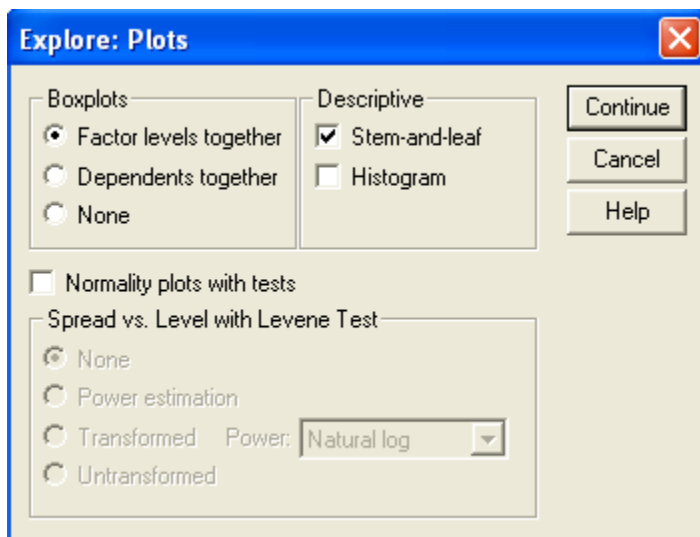 Explore: Plots
Boxplots
Factor levels together
Dependents together
None
Descriptive
Stem-and-leaf
Histogram
Continue
Cancel
Help
Normality plots with tests
Spread vs. Level with Levene Test
None
Power estimation
Transformed Power: Natural log
Untransformed